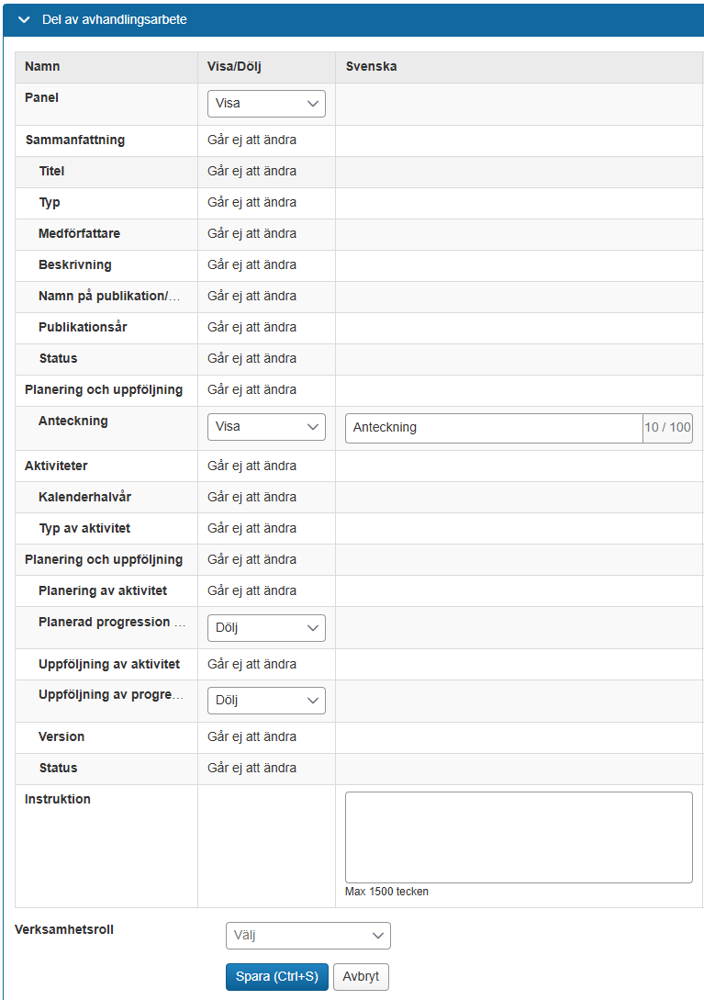 Del av avhandlingsarbete
Namn Visa/Dölj Svenska
Panel Visa
Sammanfattning Går ej att ändra
Titel Går ej att ändra
Typ Går ej att ändra
Medförfattare Går ej att ändra
Beskrivning Går ej att ändra
Namn på publikation/... Går ej att ändra
Publikationsår Går ej att ändra
Status Går ej att ändra
Planering och uppföljning Går ej att ändra
Anteckning Visa Anteckning 10 / 100
Aktiviteter Går ej att ändra
Kalenderhalvår Går ej att ändra
Typ av aktivitet Går ej att ändra
Planering och uppföljning Går ej att ändra
Planering av aktivitet Går ej att ändra
Planerad progression ... Dölj
Uppföljning av aktivitet Går ej att ändra
Uppföljning av progre... Dölj
Version Går ej att ändra
Status Går ej att ändra
Instruktion
Max 1500 tecken
Verksamhetsroll Välj
Spara (Ctrl+S) Avbryt